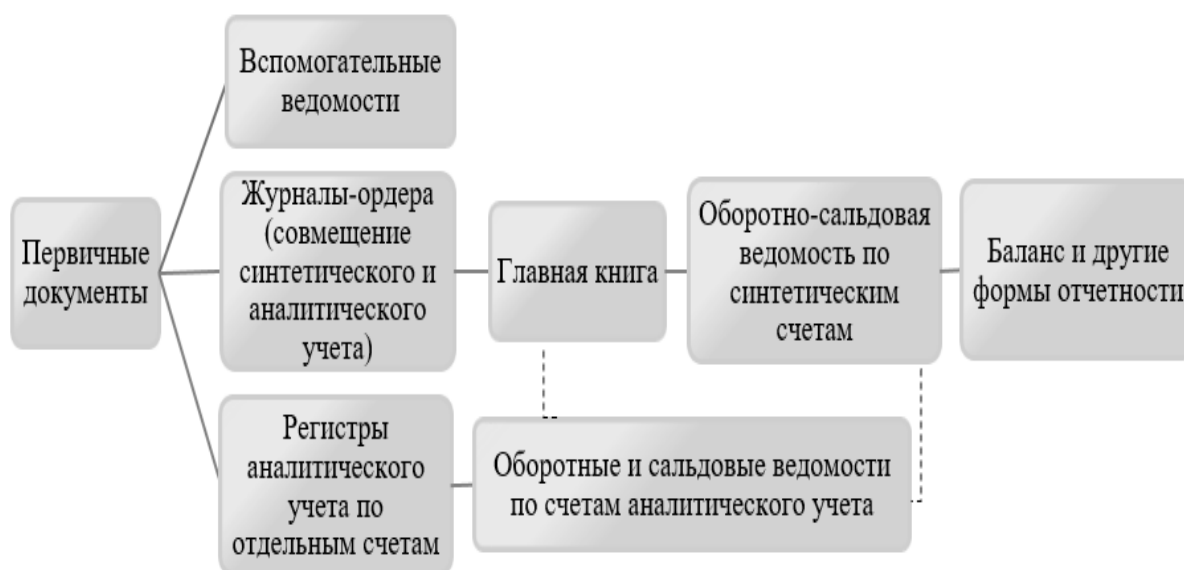 Первичные
документы
Вспомогательные
ведомости
Журналы-ордера
(совмещение
синтетического и
аналитического
учета)
Регистры
аналитического
учета по
отдельным счетам
Главная книга
Оборотно-сальдовая
ведомость по
синтетическим
счетам
Баланс и другие
формы отчетности
Оборотные и сальдовые ведомости
по счетам аналитического учета